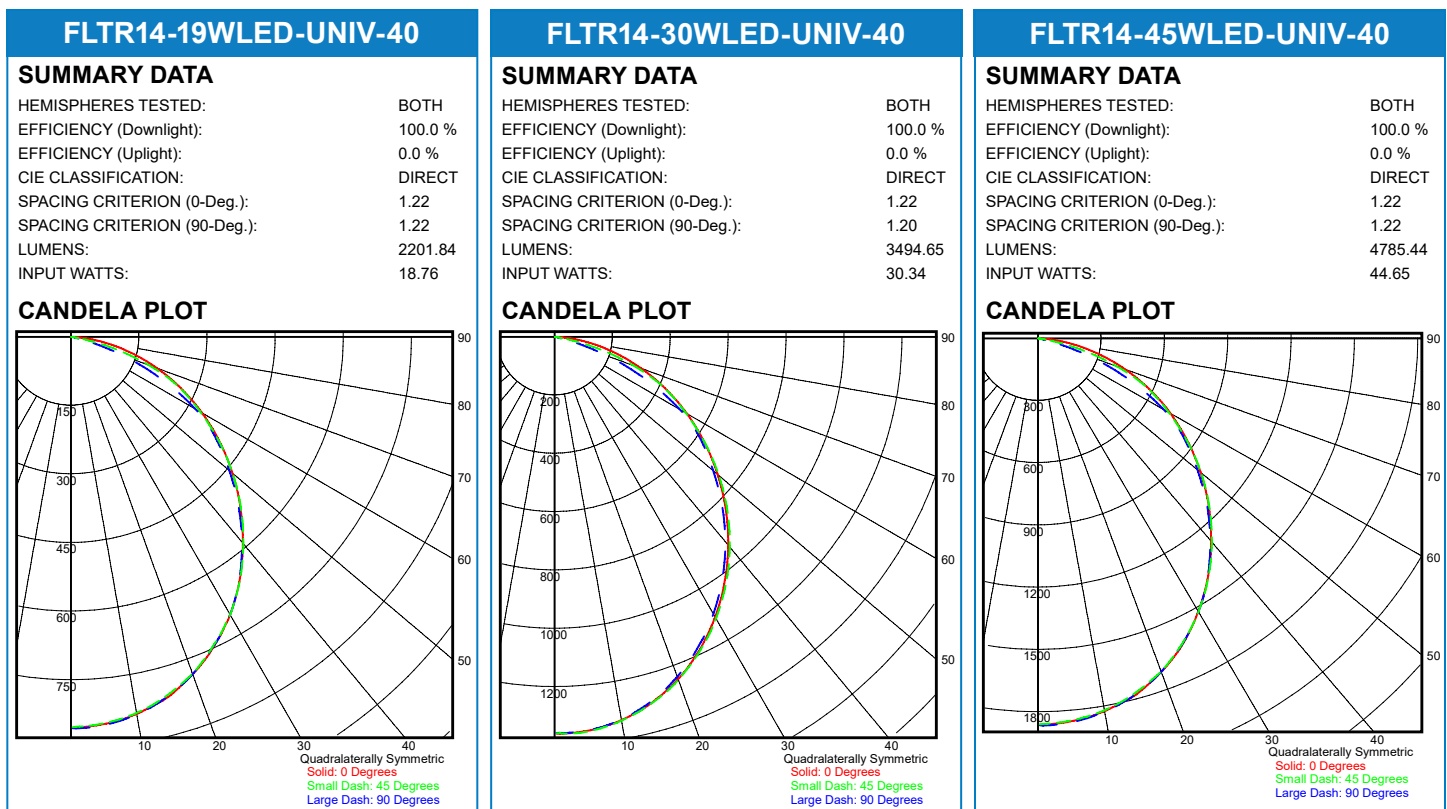 FLTR14-19WLED-UNIV-40
SUMMARY DATA
HEMISPHERES TESTED: BOTH
EFFICIENCY (Downlight): 100.0 %
EFFICIENCY (Uplight): 0.0 %
CIE CLASSIFICATION: DIRECT
SPACING CRITERION (0-Deg.): 1.22
SPACING CRITERION (90-Deg.): 1.22
LUMENS: 2201.84
INPUT WATTS: 18.76
CANDELA PLOT
90
80
70
60
50
150
300
450
600
750
10 20 30 40
Quadralaterally Symmetric
Solid: 0 Degrees
Small Dash: 45 Degrees
Large Dash: 90 Degrees
FLTR14-30WLED-UNIV-40
SUMMARY DATA
HEMISPHERES TESTED: BOTH
EFFICIENCY (Downlight): 100.0 %
EFFICIENCY (Uplight): 0.0 %
CIE CLASSIFICATION: DIRECT
SPACING CRITERION (0-Deg.): 1.22
SPACING CRITERION (90-Deg.): 1.20
LUMENS: 3494.65
INPUT WATTS: 30.34
CANDELA PLOT
90
80
70
60
50
200
400
600
800
1000
1200
10 20 30 40
Quadralaterally Symmetric
Solid: 0 Degrees
Small Dash: 45 Degrees
Large Dash: 90 Degrees
FLTR14-45WLED-UNIV-40
SUMMARY DATA
HEMISPHERES TESTED: BOTH
EFFICIENCY (Downlight): 100.0 %
EFFICIENCY (Uplight): 0.0 %
CIE CLASSIFICATION: DIRECT
SPACING CRITERION (0-Deg.): 1.22
SPACING CRITERION (90-Deg.): 1.22
LUMENS: 4785.44
INPUT WATTS: 44.65
CANDELA PLOT
90
80
70
60
50
300
600
900
1200
1500
1800
10 20 30 40
Quadralaterally Symmetric
Solid: 0 Degrees
Small Dash: 45 Degrees
Large Dash: 90 Degrees